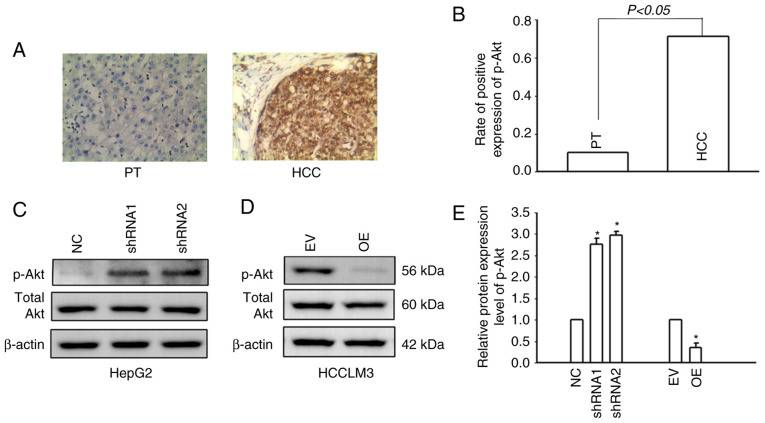 A
PT
HCC
B
P<0.05
Rate of positive
expression of p-Akt
0.8
0.6
0.4
0.2
0.0
PT
HCC
C
NC
shRNA1
shRNA2
p-Akt
Total
Akt
β-actin
HepG2
D
EV
OE
p-Akt
56 kDa
Total
Akt
60 kDa
β-actin
42 kDa
HCCLM3
E
Relative protein expression
level of p-Akt
3.5
3.0
2.5
2.0
1.5
1.0
0.5
0.0
*
*
*
NC
shRNA1
shRNA2
EV
OE